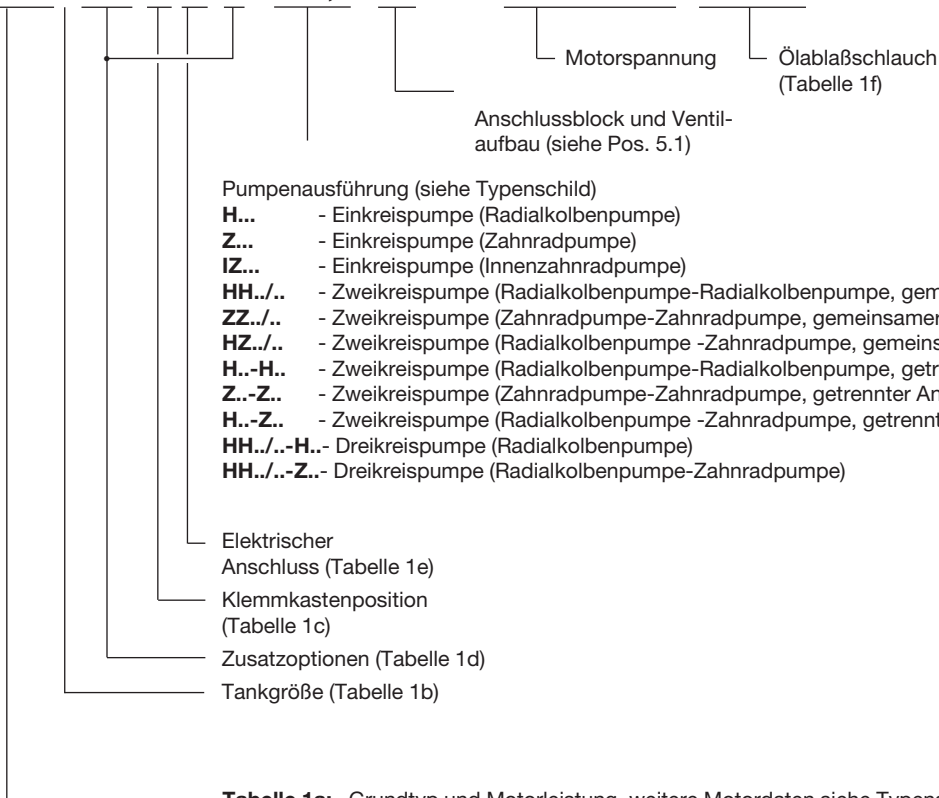 Motorspannung
Ölablaßschlauch
(Tabelle 1f)
Anschlussblock und Ventil-
aufbau (siehe Pos. 5.1)
Pumpenausführung (siehe Typenschild)
H... - Einkreispumpe (Radialkolbenpumpe)
Z... - Einkreispumpe (Zahnradpumpe)
IZ... - Einkreispumpe (Innenzahnradpumpe)
HH../.. - Zweikreispumpe (Radialkolbenpumpe-Radialkolbenpumpe, gem
ZZ../.. - Zweikreispumpe (Zahnradpumpe-Zahnradpumpe, gemeinsamer
HZ../.. - Zweikreispumpe (Radialkolbenpumpe -Zahnradpumpe, gemeins
H..-H.. - Zweikreispumpe (Radialkolbenpumpe-Radialkolbenpumpe, getr
Z..-Z.. - Zweikreispumpe (Zahnradpumpe-Zahnradpumpe, getrennter An
H..-Z.. - Zweikreispumpe (Radialkolbenpumpe -Zahnradpumpe, getrennt
HH../..-H..- Dreikreispumpe (Radialkolbenpumpe)
HH../..-Z..- Dreikreispumpe (Radialkolbenpumpe-Zahnradpumpe)
Elektrischer
Anschluss (Tabelle 1e)
Klemmkastenposition
(Tabelle 1c)
Zusatzoptionen (Tabelle 1d)
Tankgröße (Tabelle 1b)
Tabelle 1a: Grundtyp und Motorleistung, weitere Motordaten siehe Typens